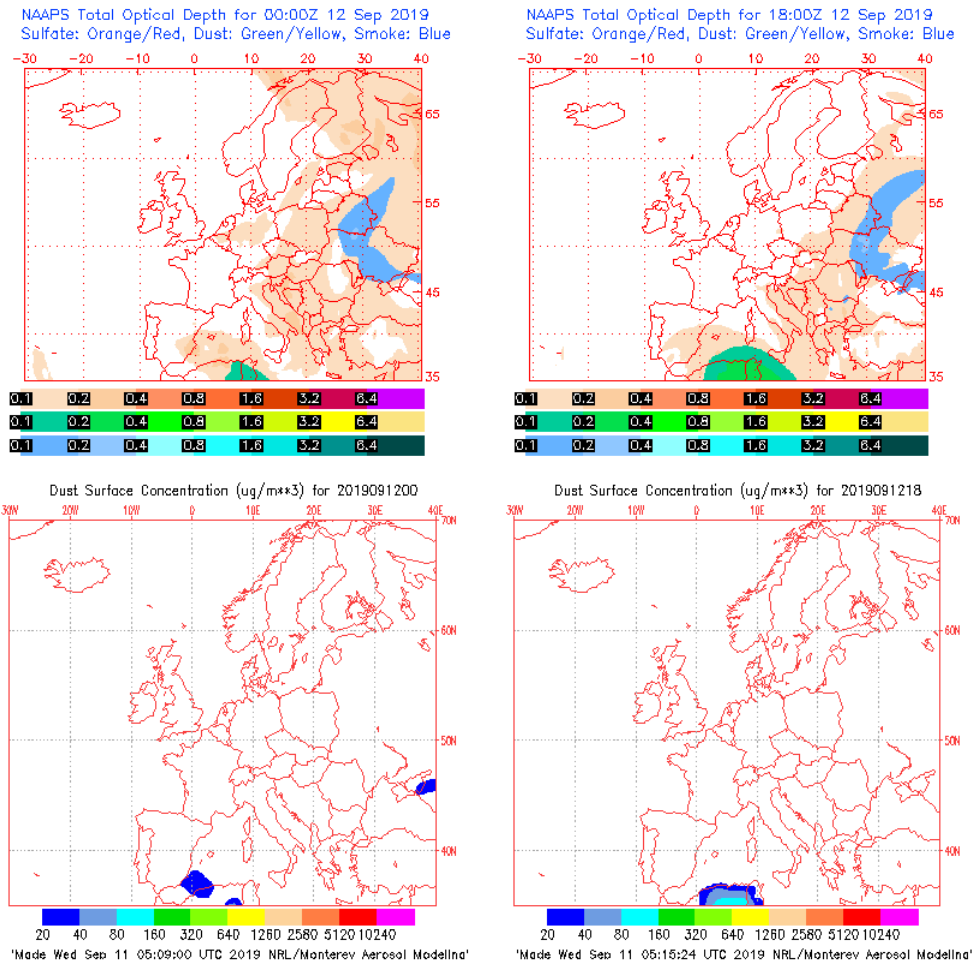 NAAPS Total Optical Depth for 00:00Z 12 Sep 2019
Sulfate: Orange/Red, Dust: Green/Yellow, Smoke: Blue
-30 -20 -10 0 10 20 30 40
65
55
45
35
0.1 0.2 0.4 0.8 1.6 3.2 6.4
0.1 0.2 0.4 0.8 1.6 3.2 6.4
0.1 0.2 0.4 0.8 1.6 3.2 6.4
NAAPS Total Optical Depth for 18:00Z 12 Sep 2019
Sulfate: Orange/Red, Dust: Green/Yellow, Smoke: Blue
-30 -20 -10 0 10 20 30 40
65
55
45
35
0.1 0.2 0.4 0.8 1.6 3.2 6.4
0.1 0.2 0.4 0.8 1.6 3.2 6.4
0.1 0.2 0.4 0.8 1.6 3.2 6.4
Dust Surface Concentration (ug/m**3) for 2019091200
30W 20W 10W 0 10E 20E 30E 40E
70N
60N
50N
40N
20 40 80 160 320 640 1260 2580 5120 10240
'Made Wed Sep 11 05:09:00 UTC 2019 NRL/Monterey Aerosol Modeling'
Dust Surface Concentration (ug/m**3) for 2019091218
30W 20W 10W 0 10E 20E 30E 40E
70N
60N
50N
40N
20 40 80 160 320 640 1260 2580 5120 10240
'Made Wed Sep 11 05:15:24 UTC 2019 NRL/Monterey Aerosol Modeling'